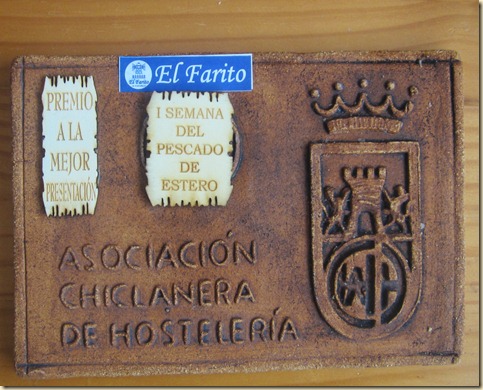 El Farito
PREMIO
A LA
MEJOR
PRESENTACIÓN
I SEMANA
DEL
PESCADO
DE
ESTERO
ASOCIACIÓN
CHICLANERA
DE HOSTELERÍA